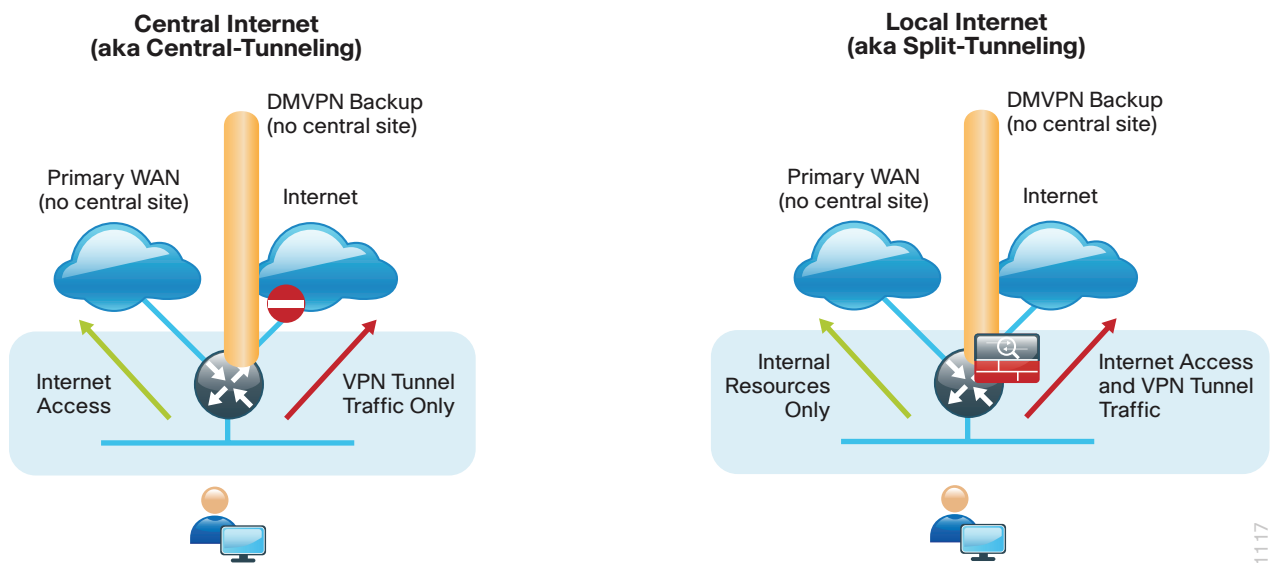 Central Internet
(aka Central-Tunneling)
DMVPN Backup
(no central site)
Primary WAN
(no central site)
Internet
Internet
Access
VPN Tunnel
Traffic Only
Local Internet
(aka Split-Tunneling)
DMVPN Backup
(no central site)
Primary WAN
(no central site)
Internet
Internal
Resources
Only
Internet Access
and VPN Tunnel
Traffic
1117